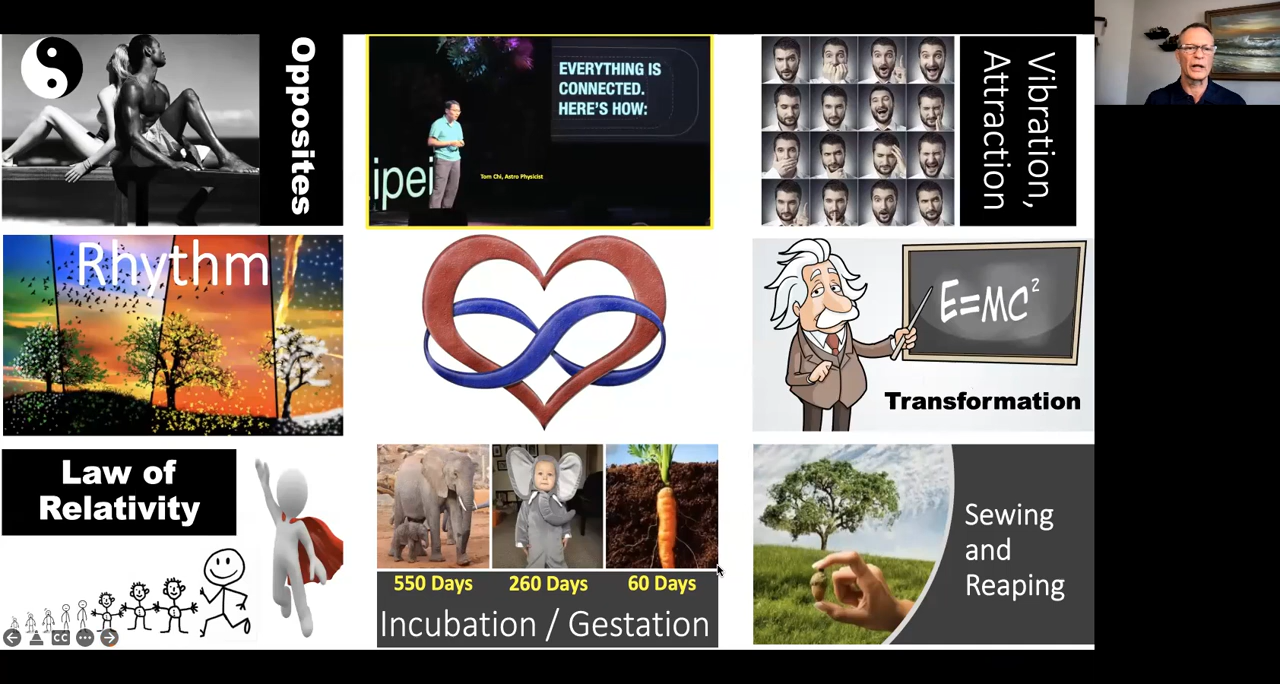 Opposites
EVERYTHING IS
CONNECTED.
HERE'S HOW:
ipei
Tom Chi, Astro Physicist
Vibration,
Attraction
Rhythm
E=MC²
Transformation
Law of
Relativity
550 Days
260 Days
60 Days
Incubation / Gestation
Sewing
and
Reaping
CC